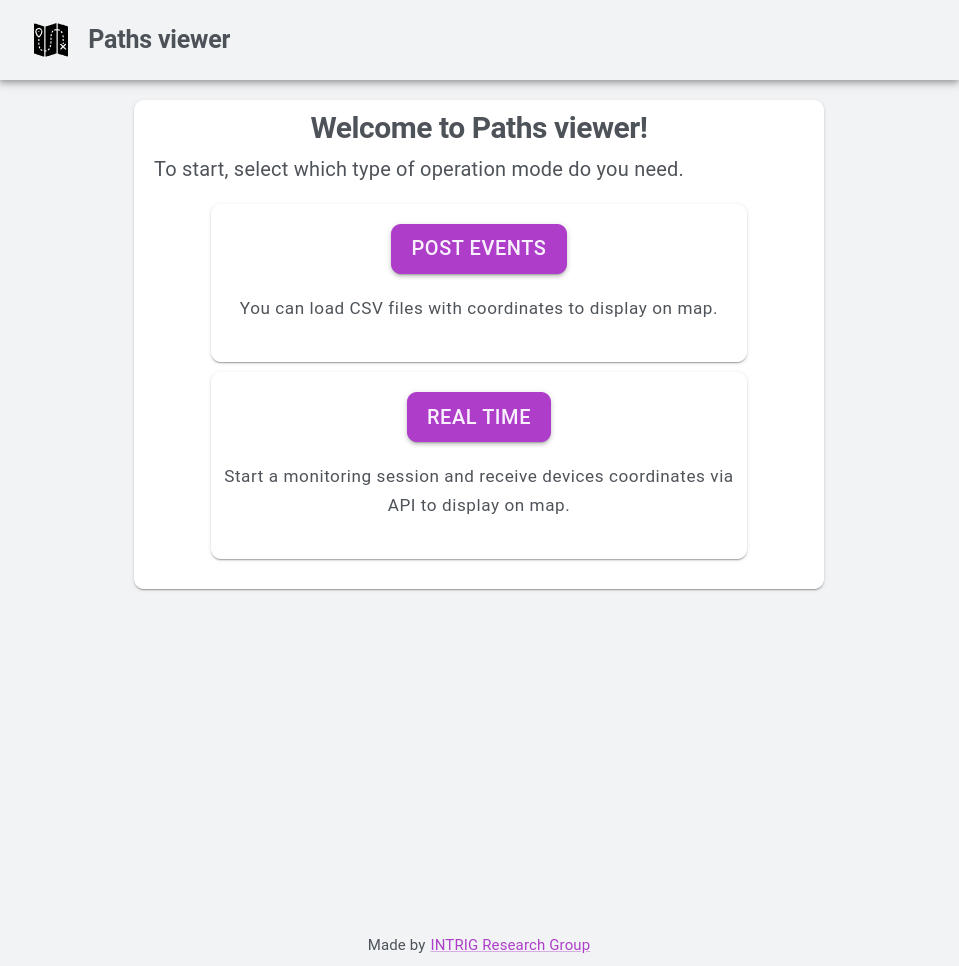 Paths viewer
Welcome to Paths viewer!
To start, select which type of operation mode do you need.
POST EVENTS
You can load CSV files with coordinates to display on map.
REAL TIME
Start a monitoring session and receive devices coordinates via
API to display on map.
Made by INTRIG Research Group